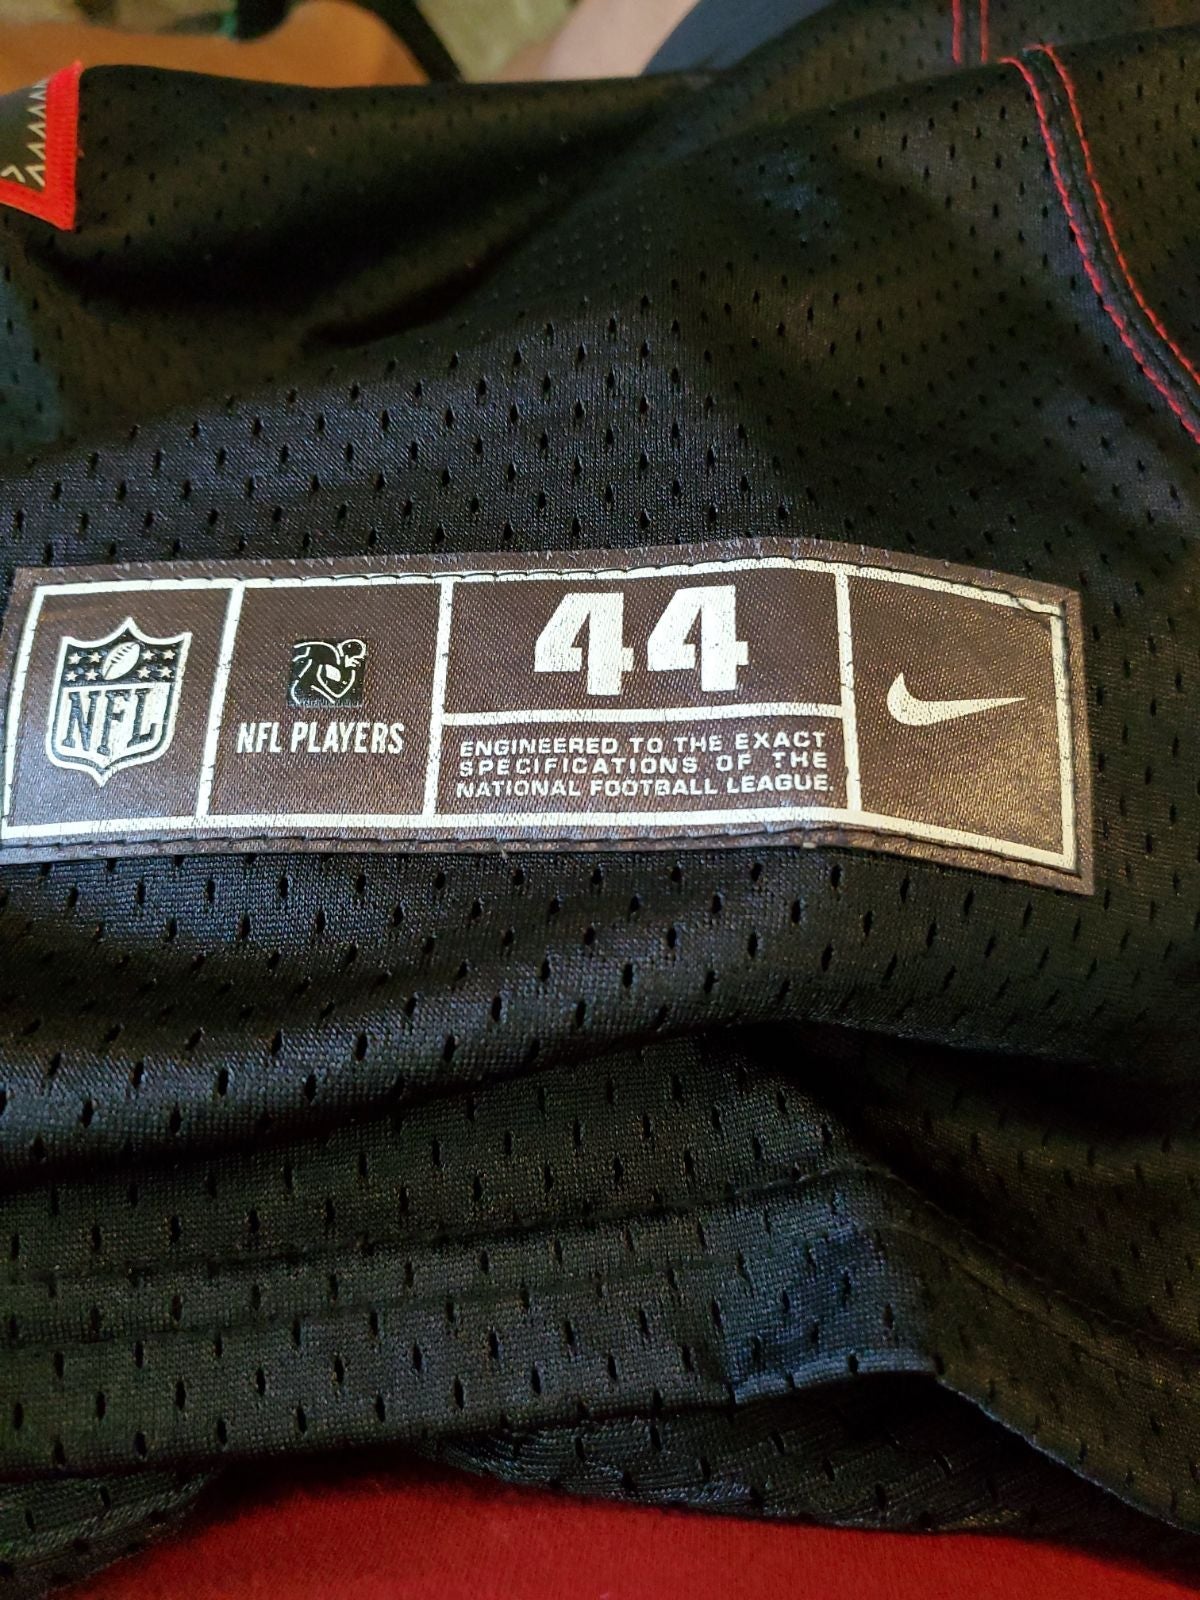 NFL
NFL PLAYERS
44
ENGINEERED TO THE EXACT
SPECIFICATIONS OF THE
NATIONAL FOOTBALL LEAGUE.